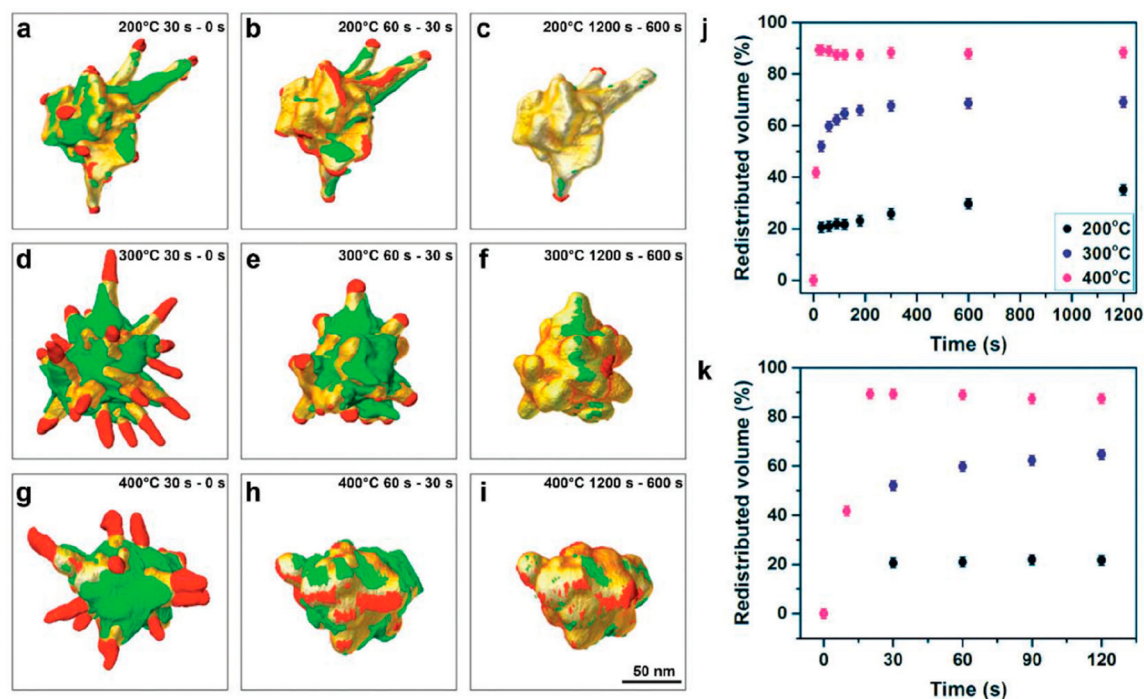 a 200°C 30 s - 0 s
b 200°C 60 s - 30 s
c 200°C 1200 s - 600 s
d 300°C 30 s - 0 s
e 300°C 60 s - 30 s
f 300°C 1200 s - 600 s
g 400°C 30 s - 0 s
h 400°C 60 s - 30 s
i 400°C 1200 s - 600 s
50 nm
j
Redistributed volume (%)
100
80
60
40
20
0
200°C
300°C
400°C
0 200 400 600 800 1000 1200
Time (s)
k
Redistributed volume (%)
100
80
60
40
20
0
0 30 60 90 120
Time (s)